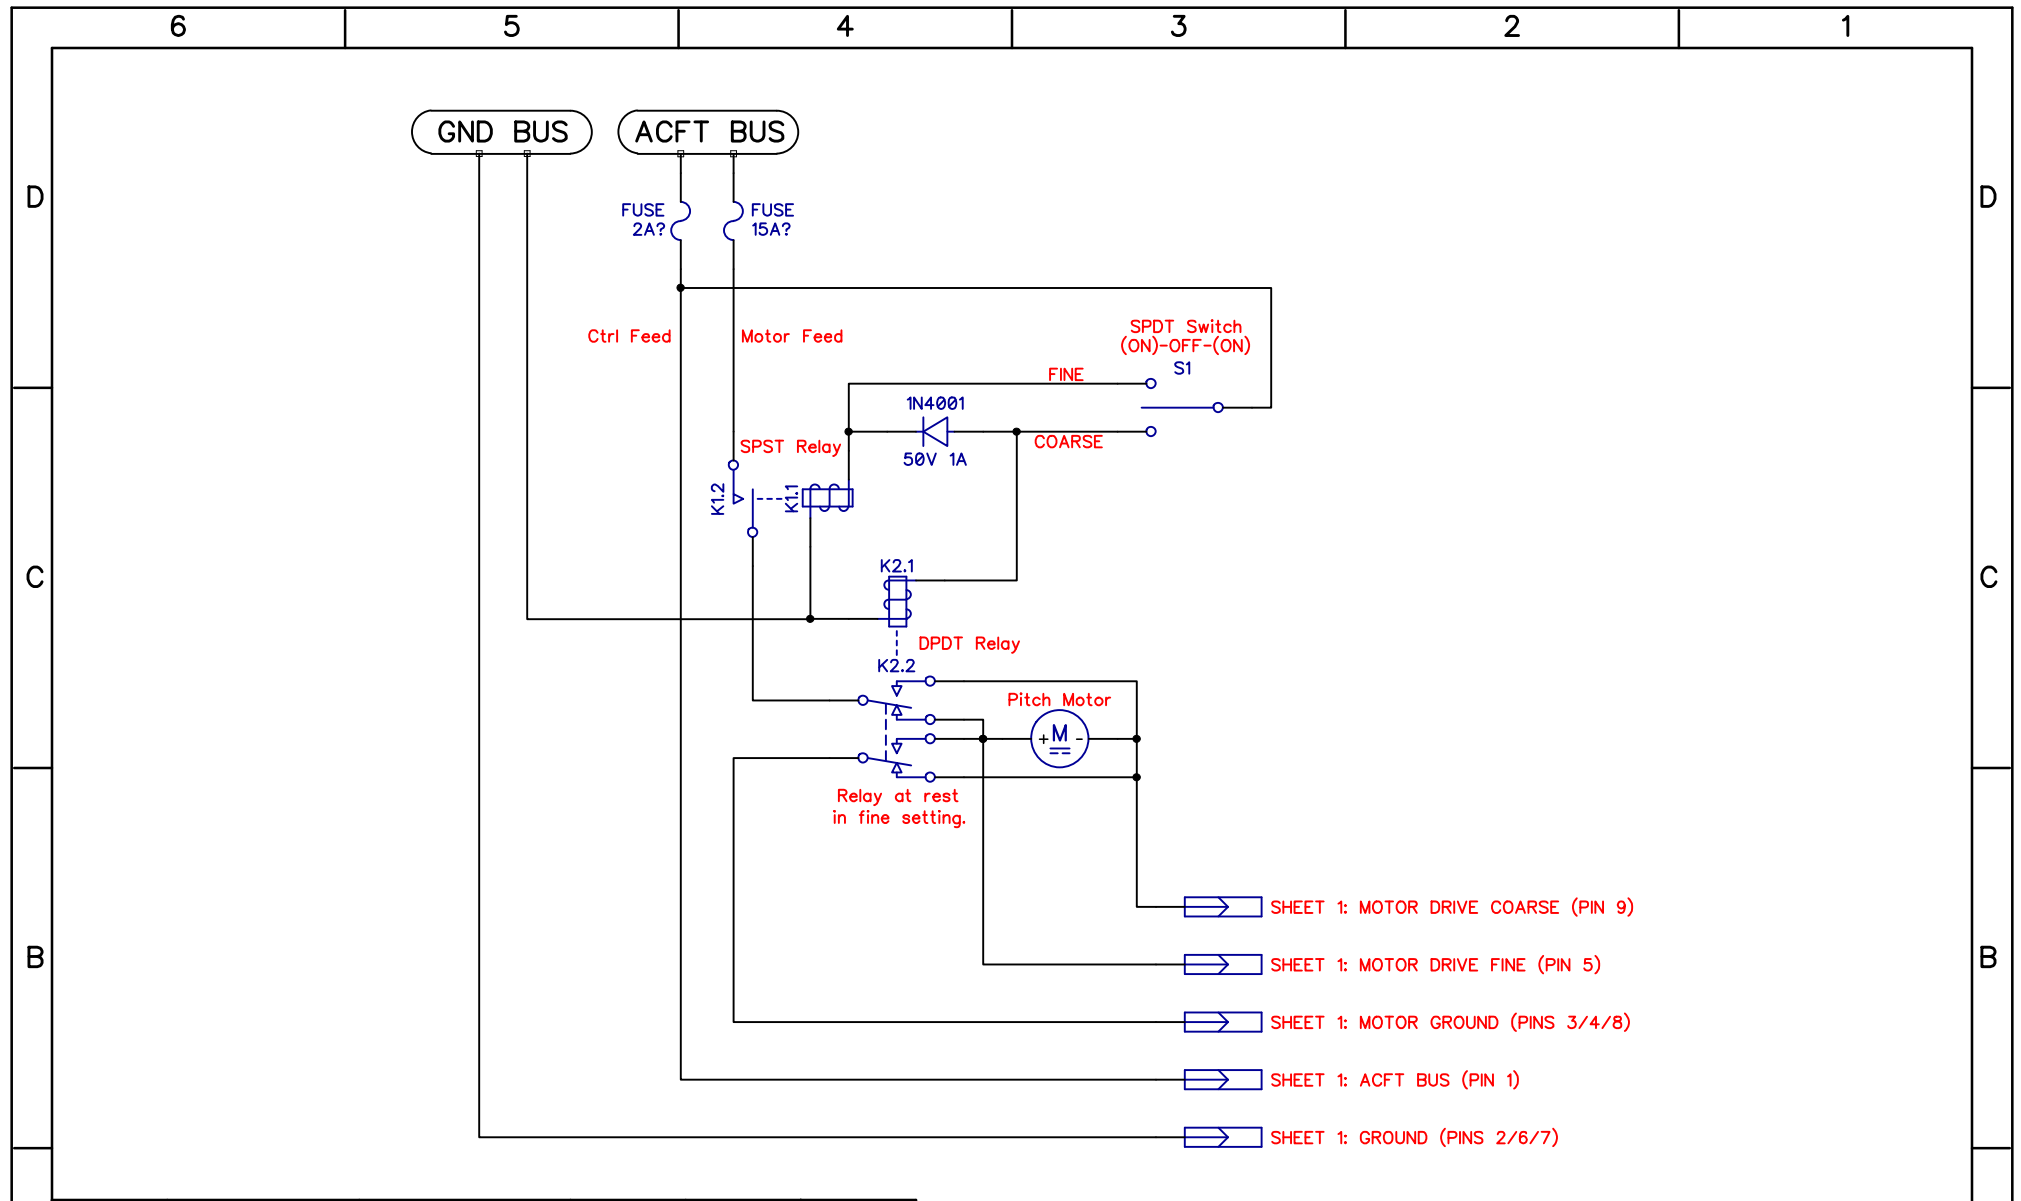 6 5 4 3 2 1
GND BUS
ACFT BUS
D
D
FUSE
2A?
FUSE
15A?
Ctrl Feed
Motor Feed
SPDT Switch
(ON)-OFF-(ON)
S1
FINE
1N4001
50V 1A
COARSE
SPST Relay
K1.2
K1.1
C
C
K2.1
DPDT Relay
K2.2
Pitch Motor
+ M -
Relay at rest
in fine setting.
SHEET 1: MOTOR DRIVE COARSE (PIN 9)
B
B
SHEET 1: MOTOR DRIVE FINE (PIN 5)
SHEET 1: MOTOR GROUND (PINS 3/4/8)
SHEET 1: ACFT BUS (PIN 1)
SHEET 1: GROUND (PINS 2/6/7)